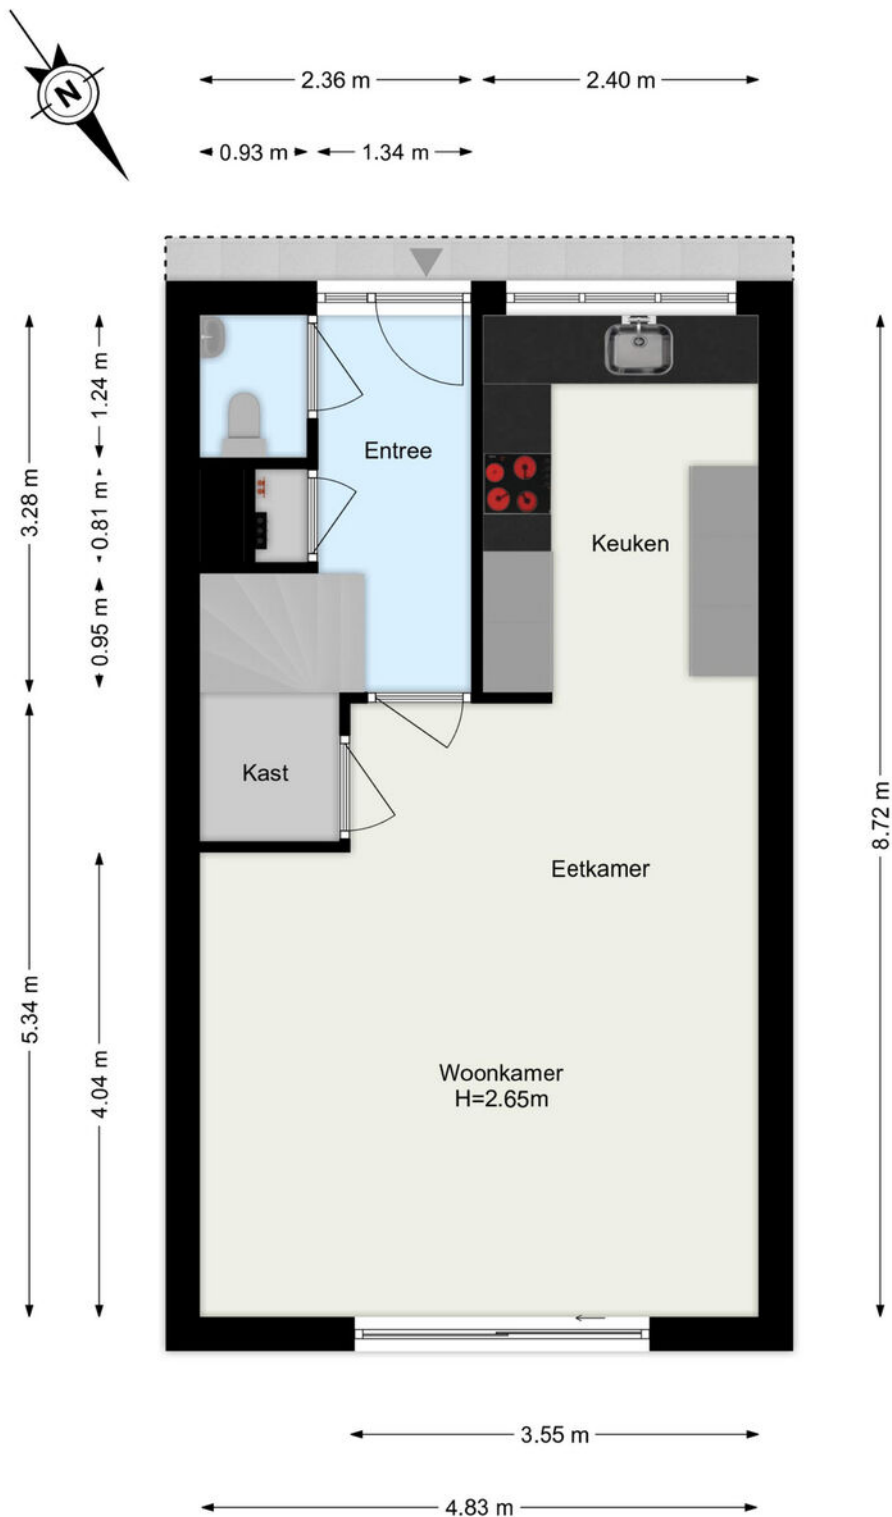 N
2.36 m
2.40 m
0.93 m
1.34 m
1.24 m
3.28 m
0.81 m
0.95 m
Entree
Keuken
Kast
8.72 m
Eetkamer
5.34 m
4.04 m
Woonkamer
H=2.65m
3.55 m
4.83 m